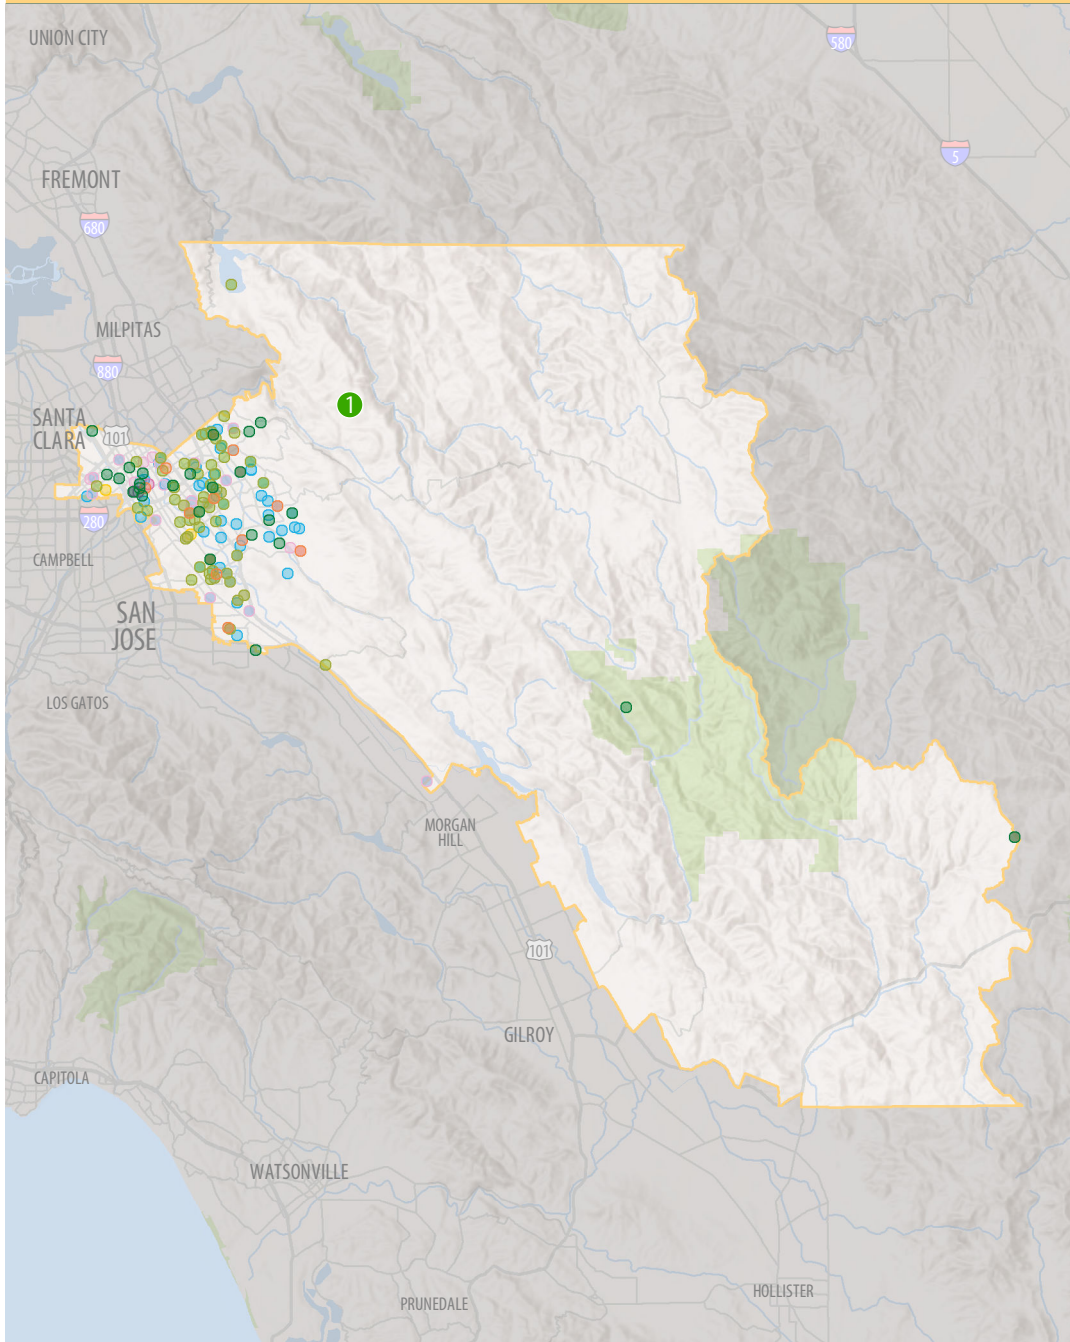 UNION CITY
580
5
FREMONT
680
MILPITAS
880
1
SANTA
CLARA
101
280
CAMPBELL
SAN
JOSE
LOS GATOS
MORGAN
HILL
101
GILROY
CAPITOLA
WATSONVILLE
HOLLISTER
PRUNEDALE